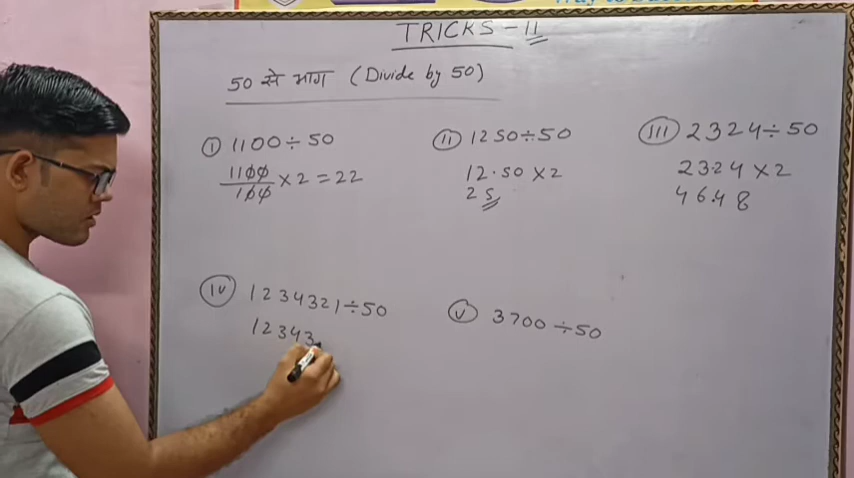 TRICKS-11
50 से भाग (Divide by 50)
(i) 1100÷50
1100/100 ×2=22
(ii) 1250÷50
12.50 ×2
25
(iii) 2324÷50
23.24 ×2
46.48
(iv) 1234321÷50
12343
(v) 3700÷50